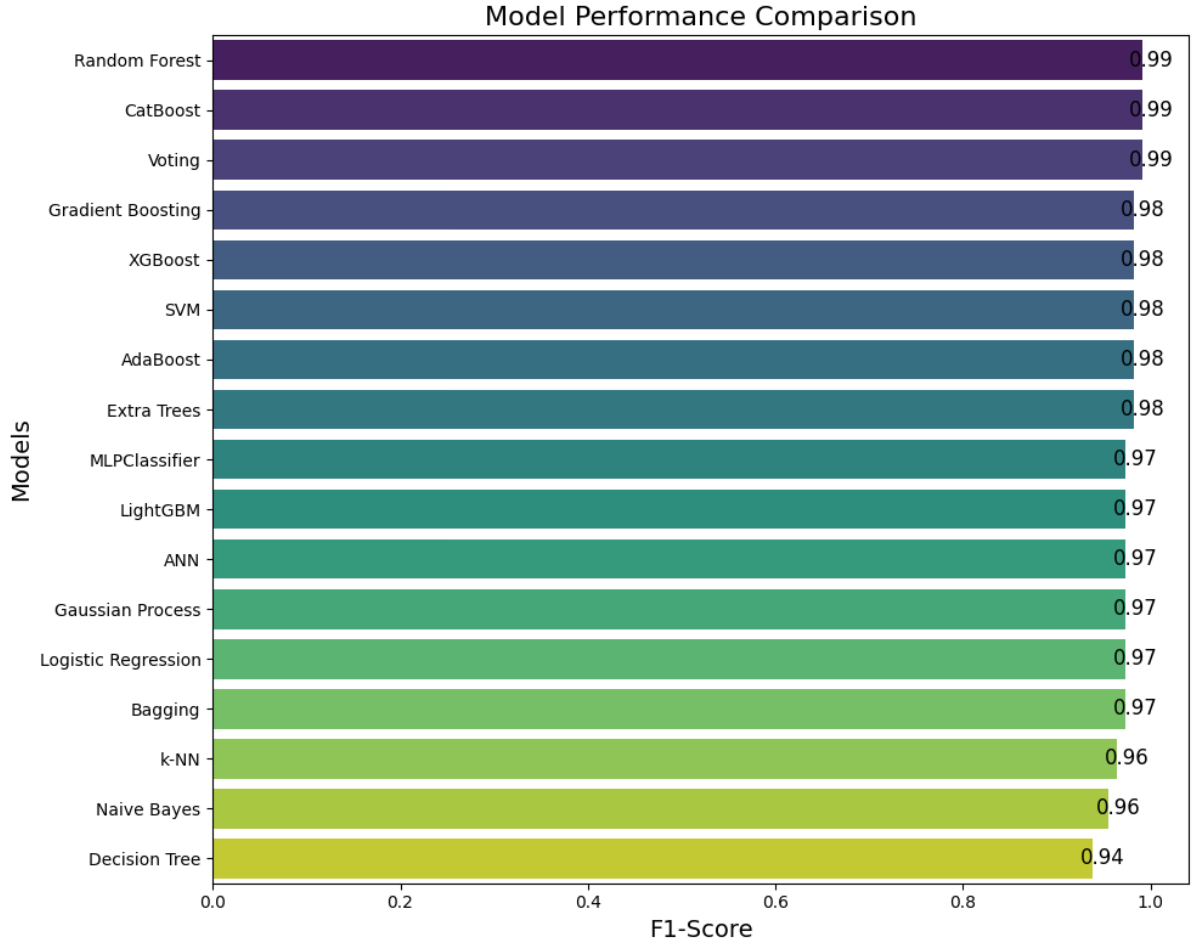 Model Performance Comparison
Random Forest 0.99
CatBoost 0.99
Voting 0.99
Gradient Boosting 0.98
XGBoost 0.98
SVM 0.98
AdaBoost 0.98
Extra Trees 0.98
MLPClassifier 0.97
LightGBM 0.97
ANN 0.97
Gaussian Process 0.97
Logistic Regression 0.97
Bagging 0.97
k-NN 0.96
Naive Bayes 0.96
Decision Tree 0.94
Models
0.0 0.2 0.4 0.6 0.8 1.0
F1-Score